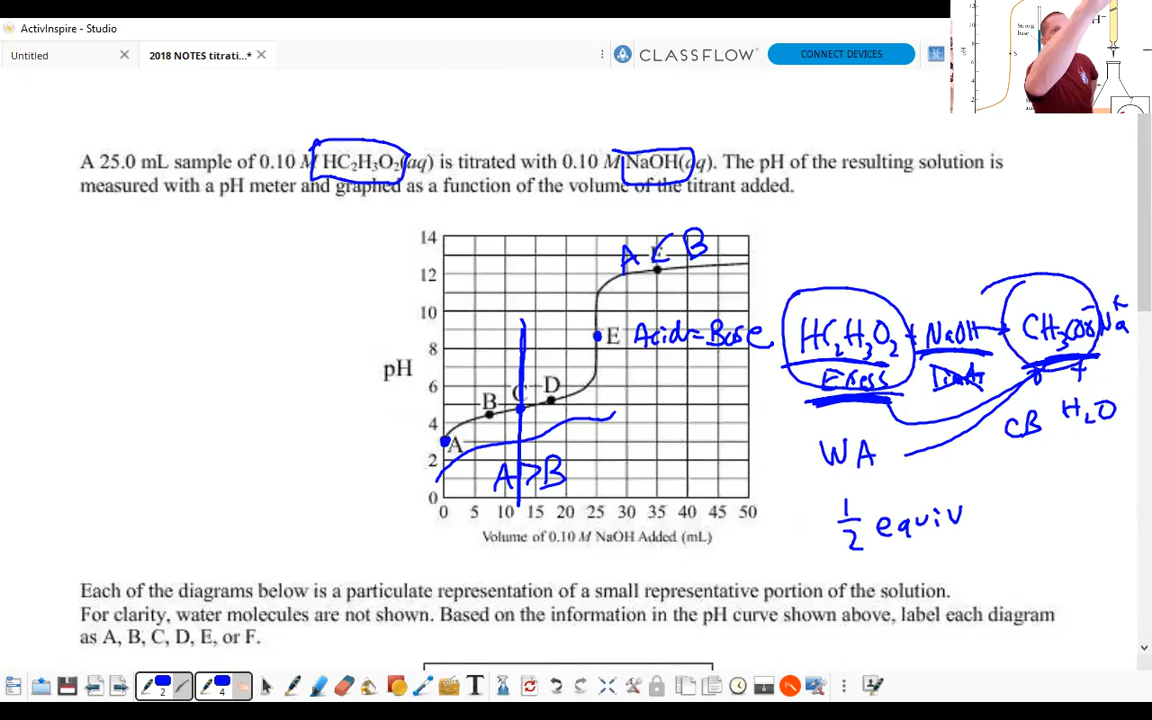 ActivInspire - Studio
Untitled
2018 NOTES titrati...*
CLASSFLOW
CONNECT DEVICES
A 25.0 mL sample of 0.10 M HC2H3O2(aq) is titrated with 0.10 M NaOH(aq). The pH of the resulting solution is
measured with a pH meter and graphed as a function of the volume of the titrant added.
14
12
10
8
6
4
2
0
pH
A
B
C
D
E
A < B
Acid=Base
A>B
0 5 10 15 20 25 30 35 40 45 50
Volume of 0.10 M NaOH Added (mL)
HC2H3O2 + NaOH → CH3COO⁻Na⁺
Excess
+
CB H2O
WA
1/2 equiv
Each of the diagrams below is a particulate representation of a small representative portion of the solution.
For clarity, water molecules are not shown. Based on the information in the pH curve shown above, label each diagram
as A, B, C, D, E, or F.
2
4
T
Strong
base